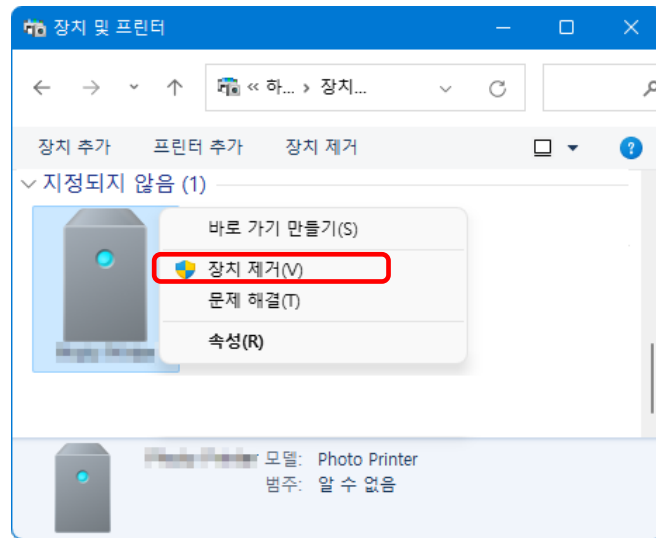 장치 및 프린터
« 하... › 장치...
장치 추가 프린터 추가 장치 제거
지정되지 않음 (1)
바로 가기 만들기(S)
장치 제거(V)
문제 해결(T)
속성(R)
모델: Photo Printer
범주: 알 수 없음